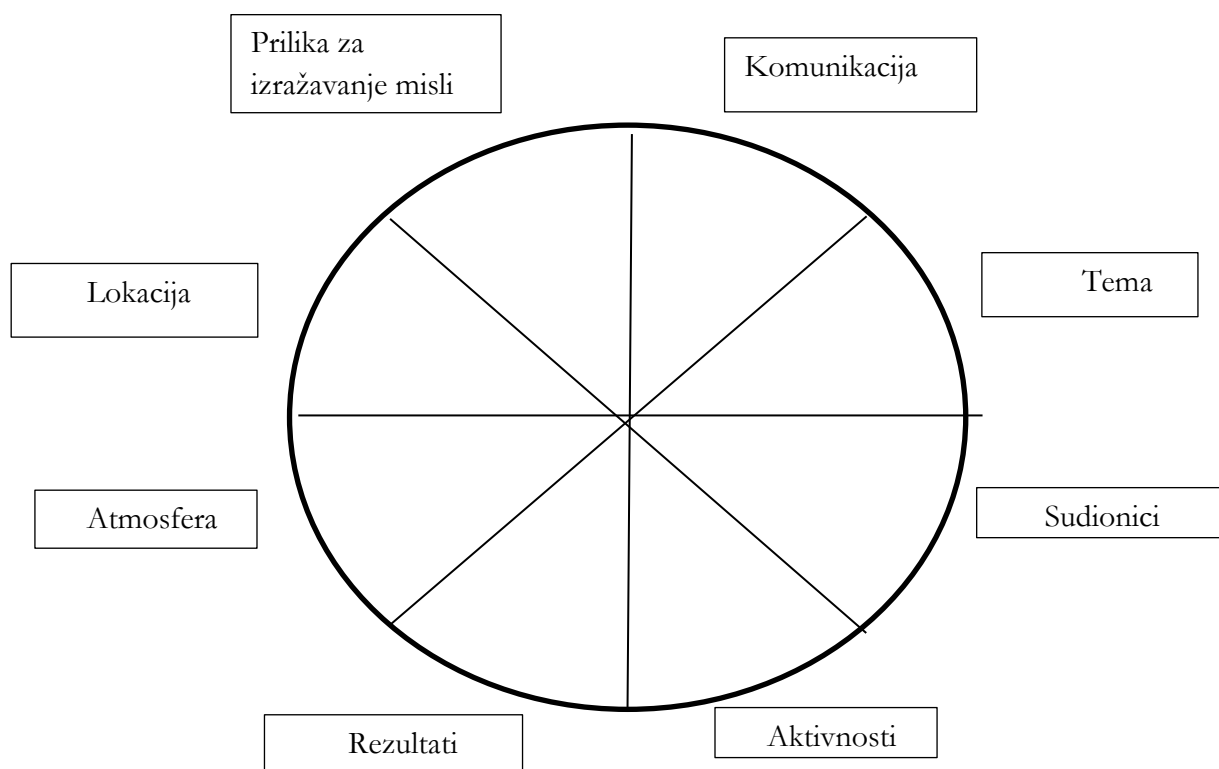 Prilika za
izražavanje misli
Komunikacija
Lokacija
Tema
Atmosfera
Sudionici
Rezultati
Aktivnosti